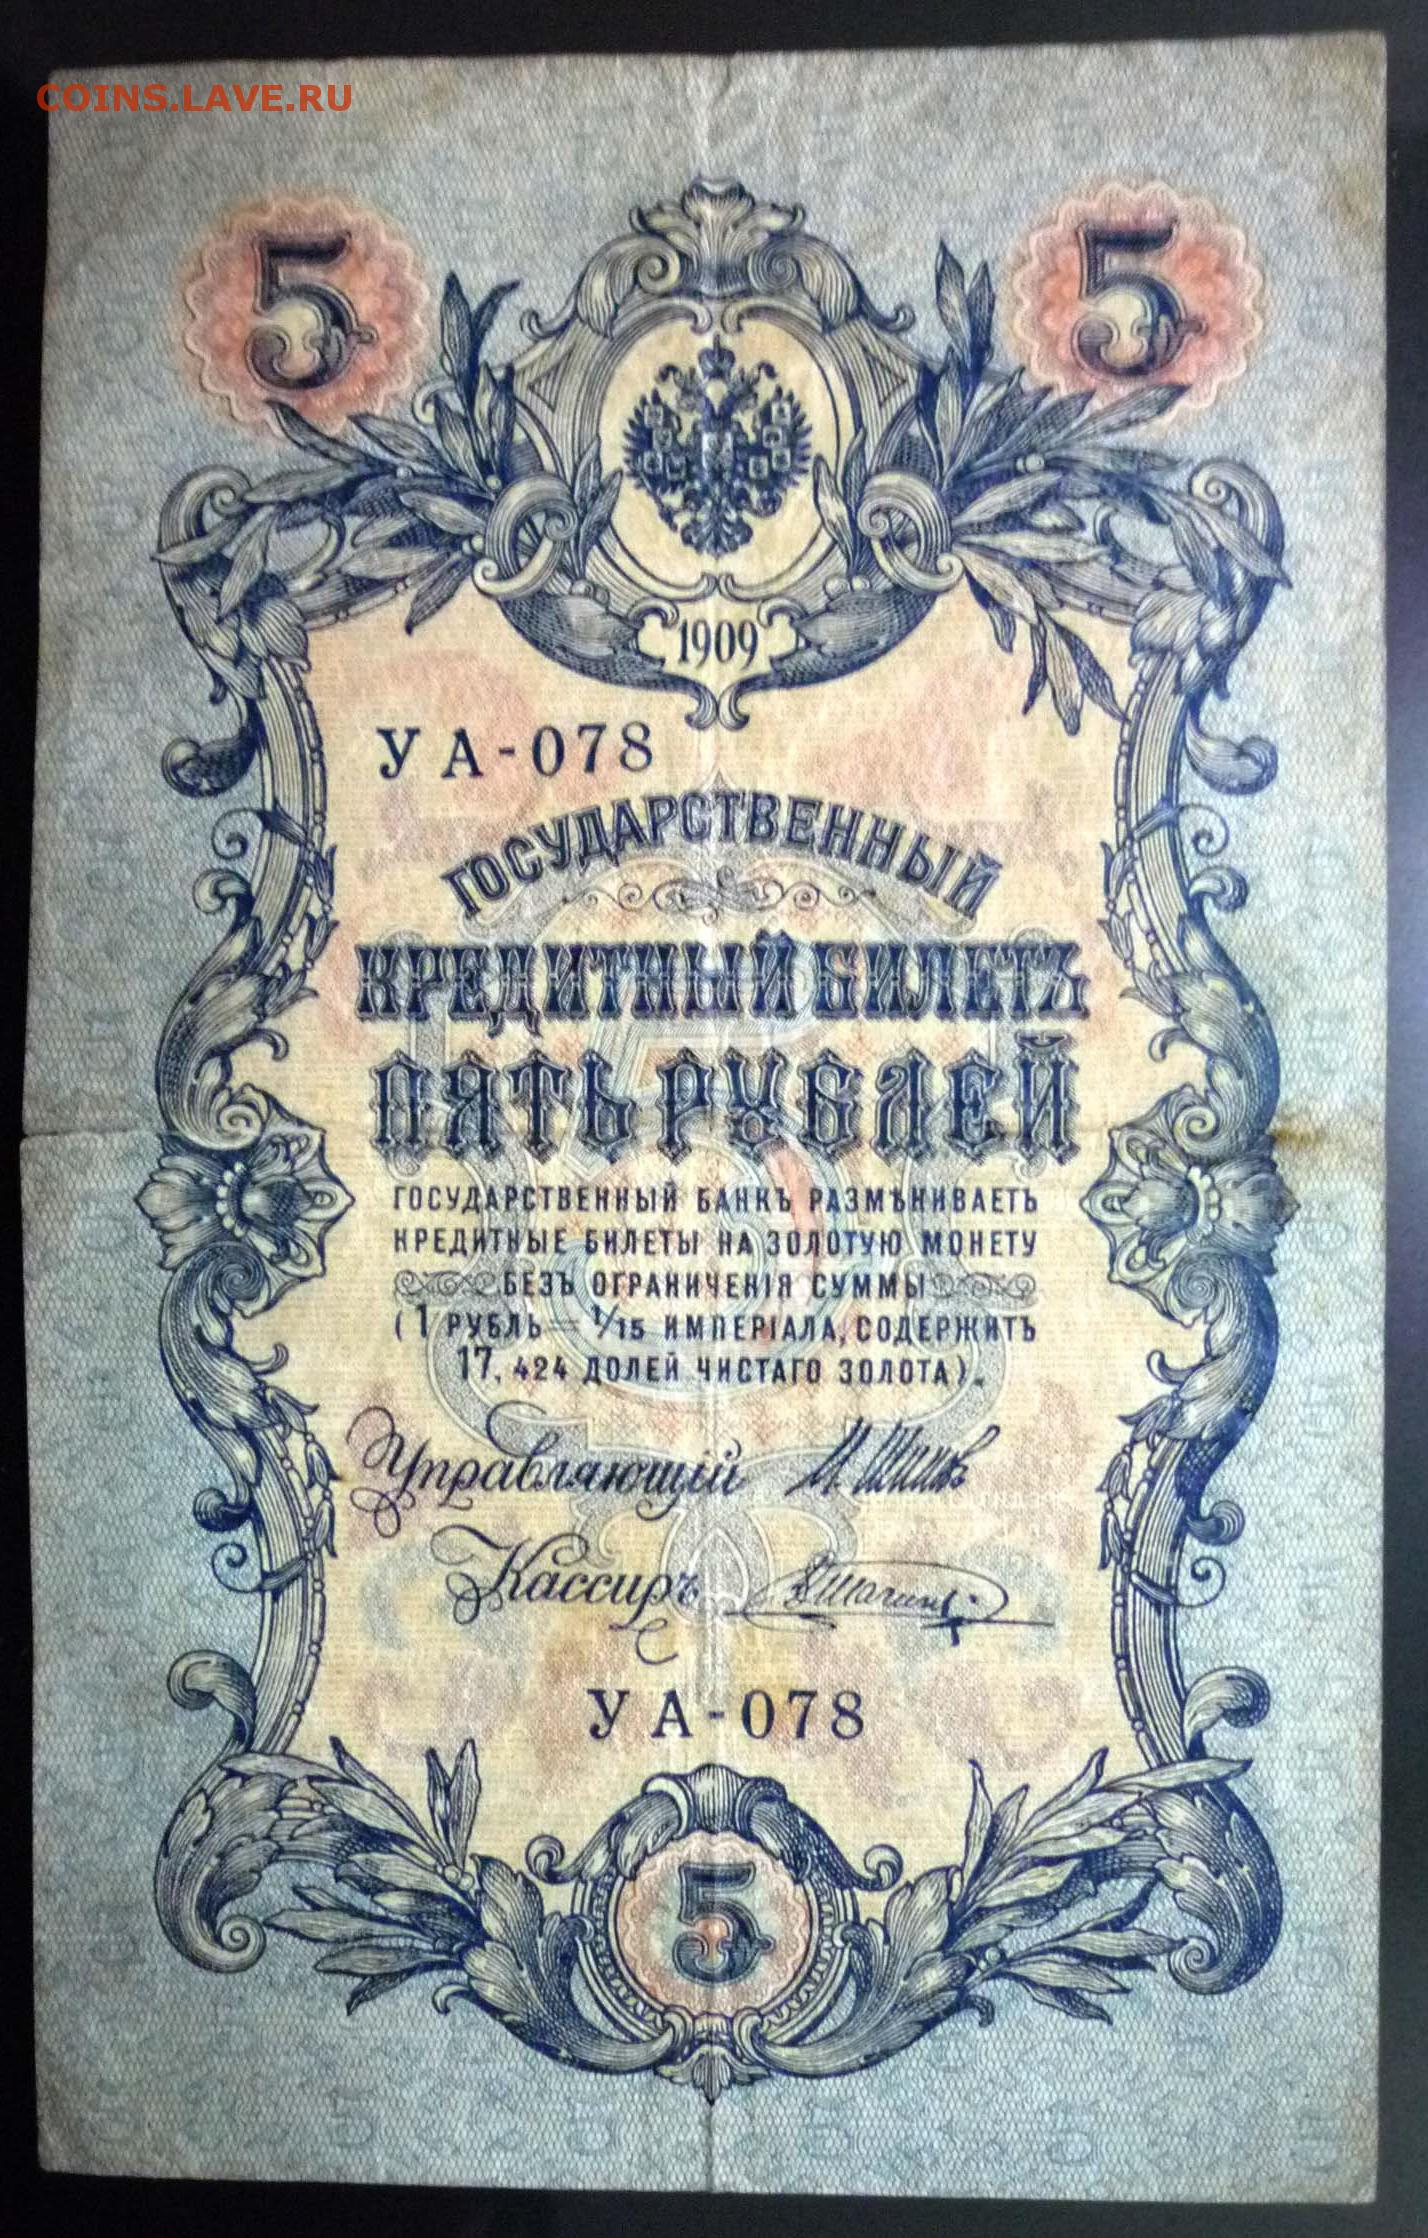 COINS.LAVE.RU
5 5
1909
УА-078
ГОСУДАРСТВЕННЫЙ
КРЕДИТНЫЙ БИЛЕТЪ
ПЯТЬ РУБЛЕЙ
ГОСУДАРСТВЕННЫЙ БАНКЪ РАЗМѢНИВАЕТЪ
КРЕДИТНЫЕ БИЛЕТЫ НА ЗОЛОТУЮ МОНЕТУ
БЕЗЪ ОГРАНИЧЕНІЯ СУММЫ
(1 РУБЛЬ = 1/15 ИМПЕРІАЛА, СОДЕРЖИТЪ
17,424 ДОЛЕЙ ЧИСТАГО ЗОЛОТА).
Управляющій И. Шиповъ
Кассиръ
УА-078
5